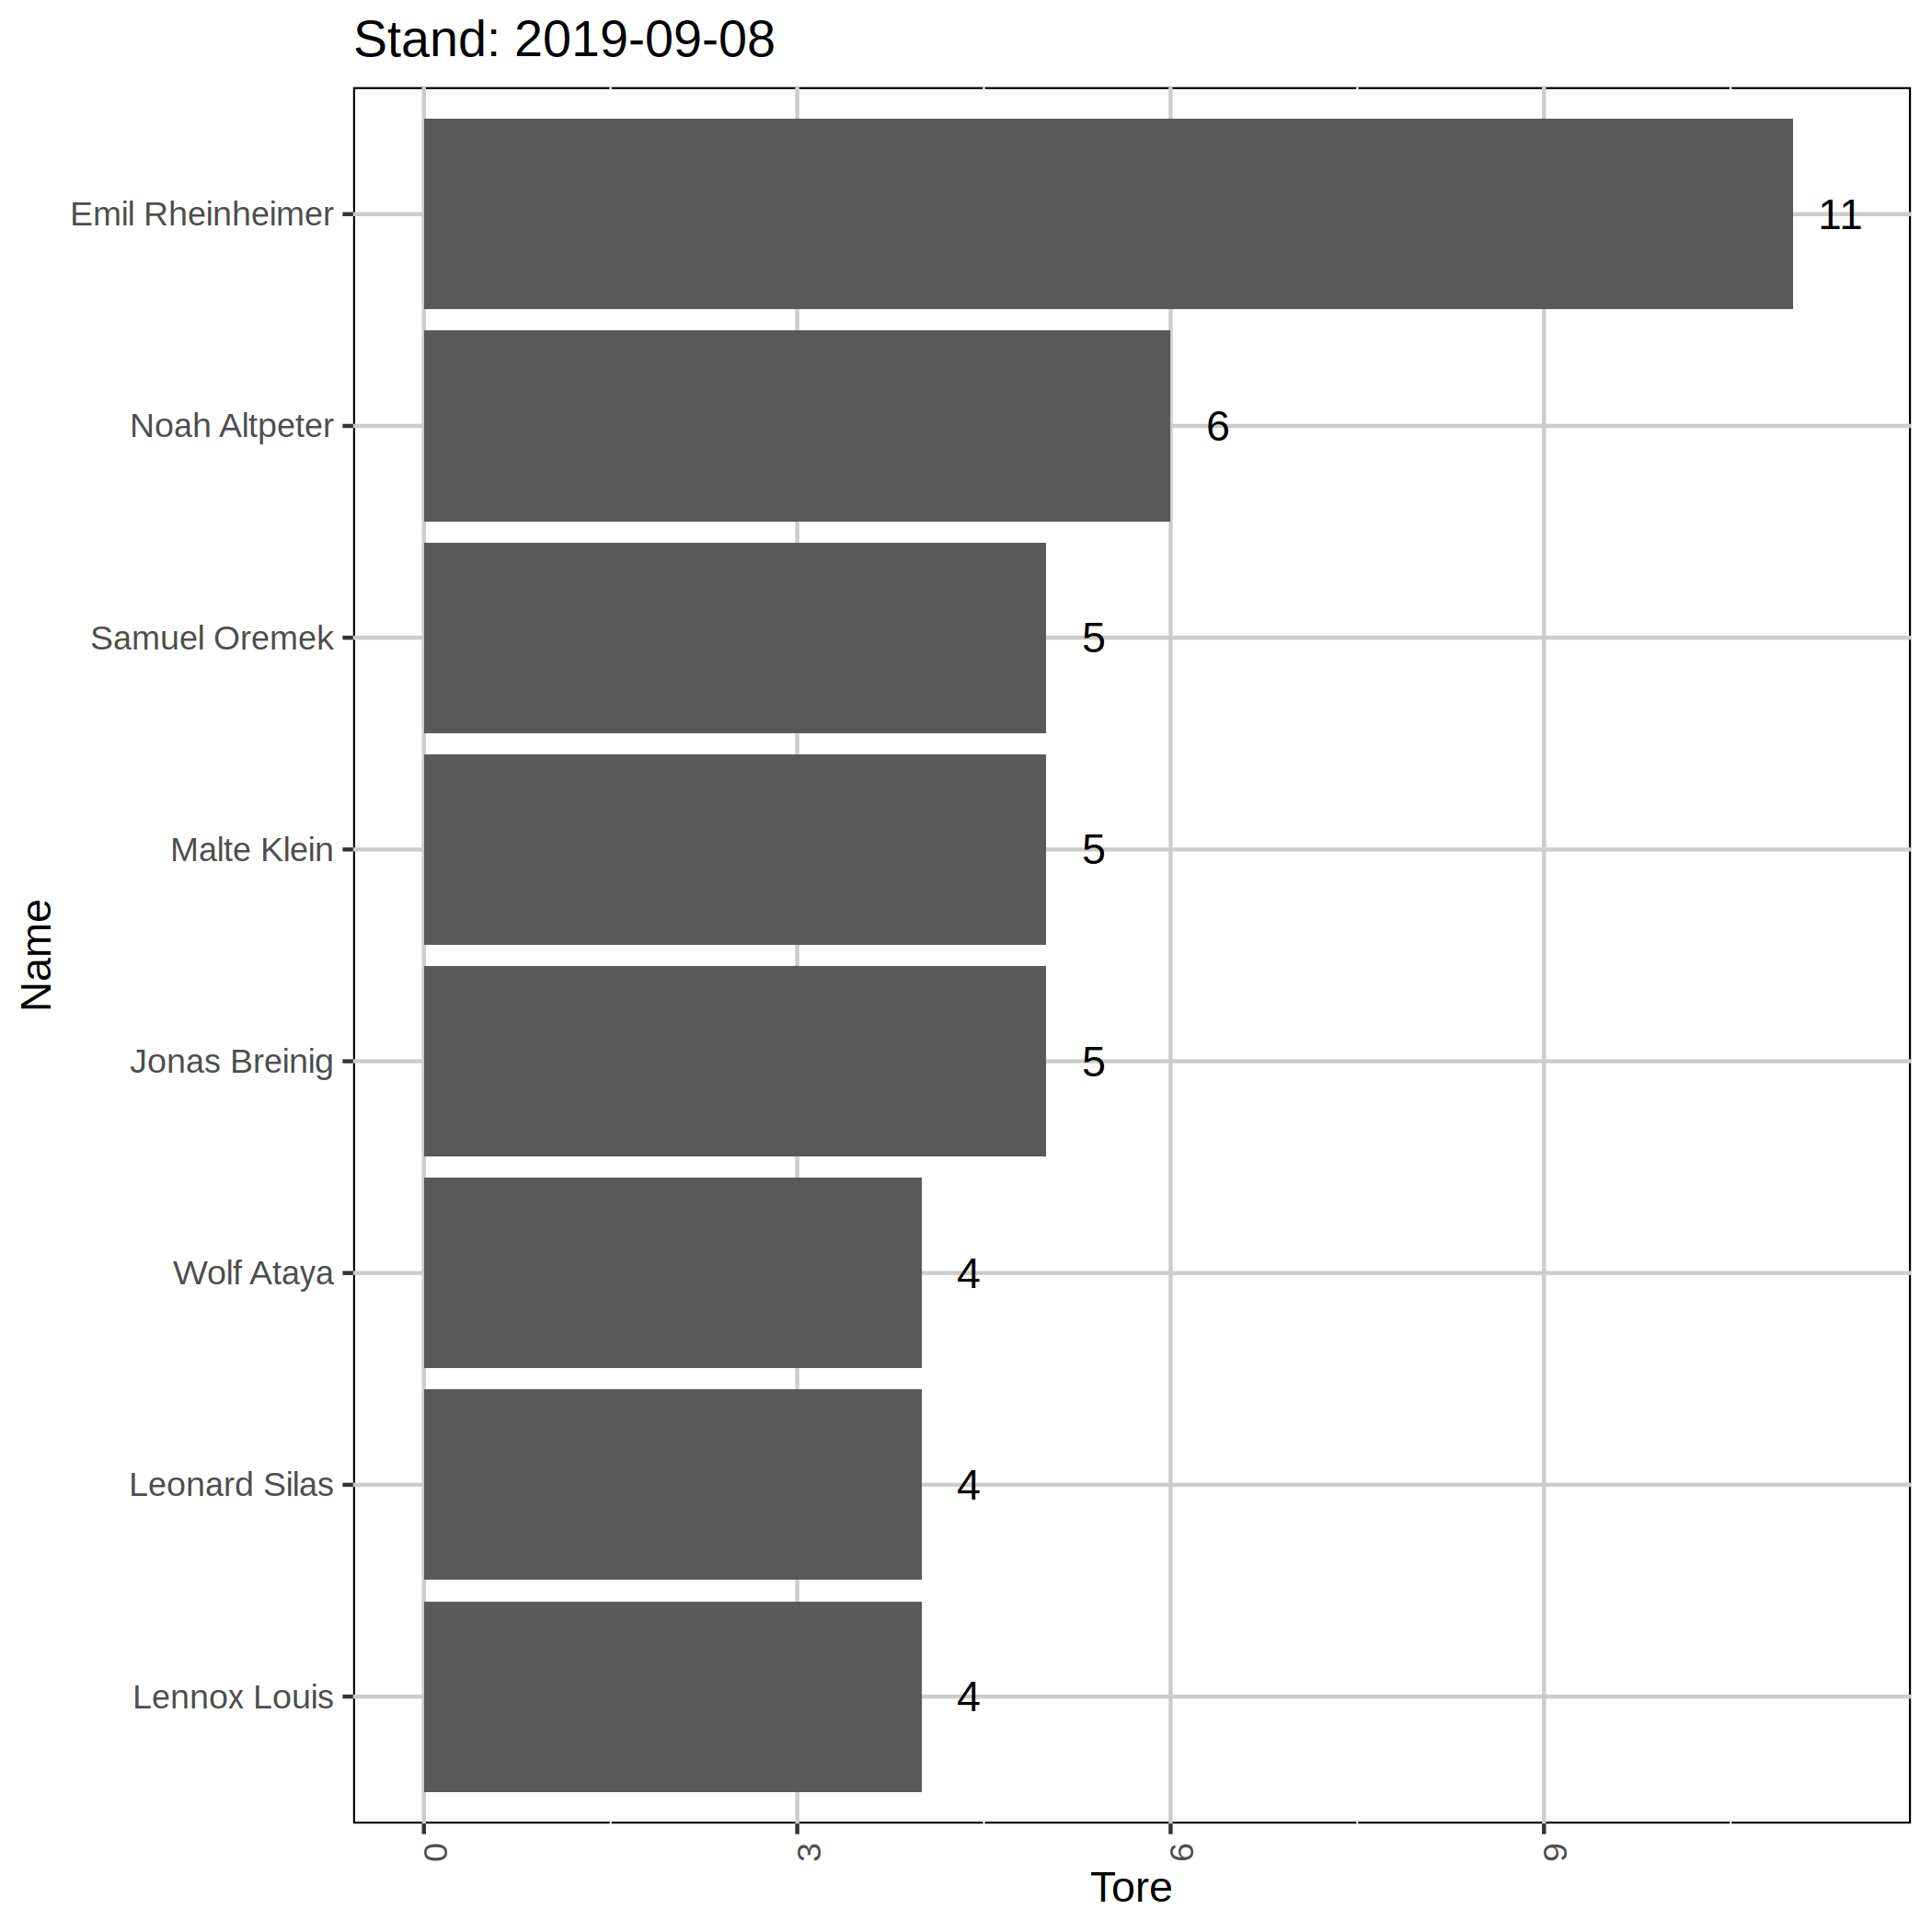 Stand: 2019-09-08
Emil Rheinheimer
11
Noah Altpeter
6
Samuel Oremek
5
Malte Klein
5
Jonas Breinig
5
Wolf Ataya
4
Leonard Silas
4
Lennox Louis
4
Name
0
3
6
9
Tore